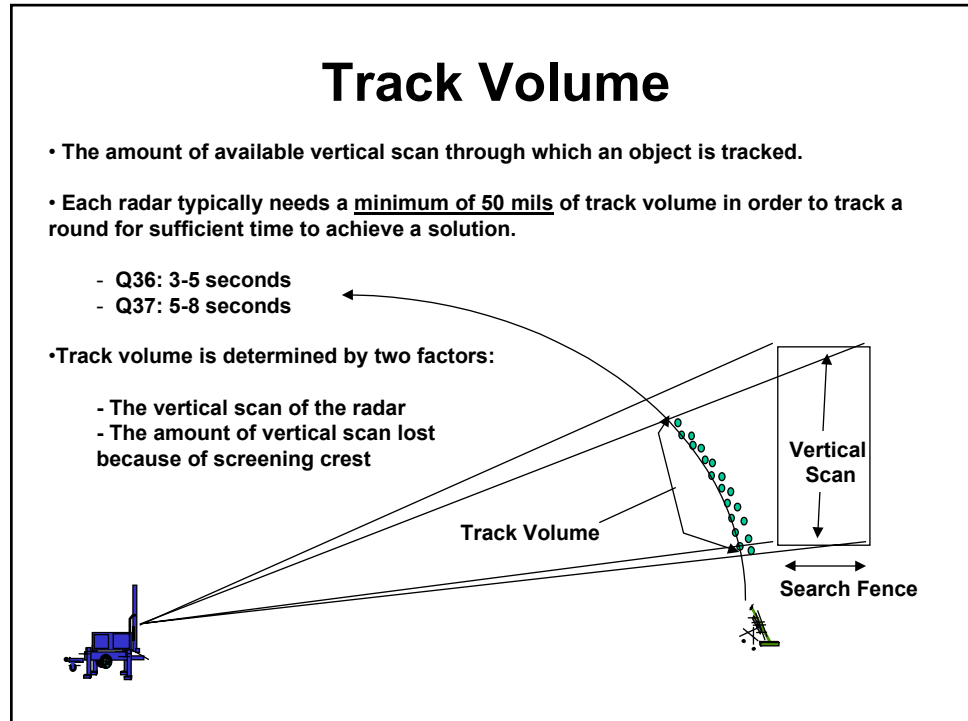 Track Volume
• The amount of available vertical scan through which an object is tracked.
• Each radar typically needs a minimum of 50 mils of track volume in order to track a
round for sufficient time to achieve a solution.
- Q36: 3-5 seconds
- Q37: 5-8 seconds
•Track volume is determined by two factors:
- The vertical scan of the radar
- The amount of vertical scan lost
because of screening crest
Vertical
Scan
Track Volume
Search Fence